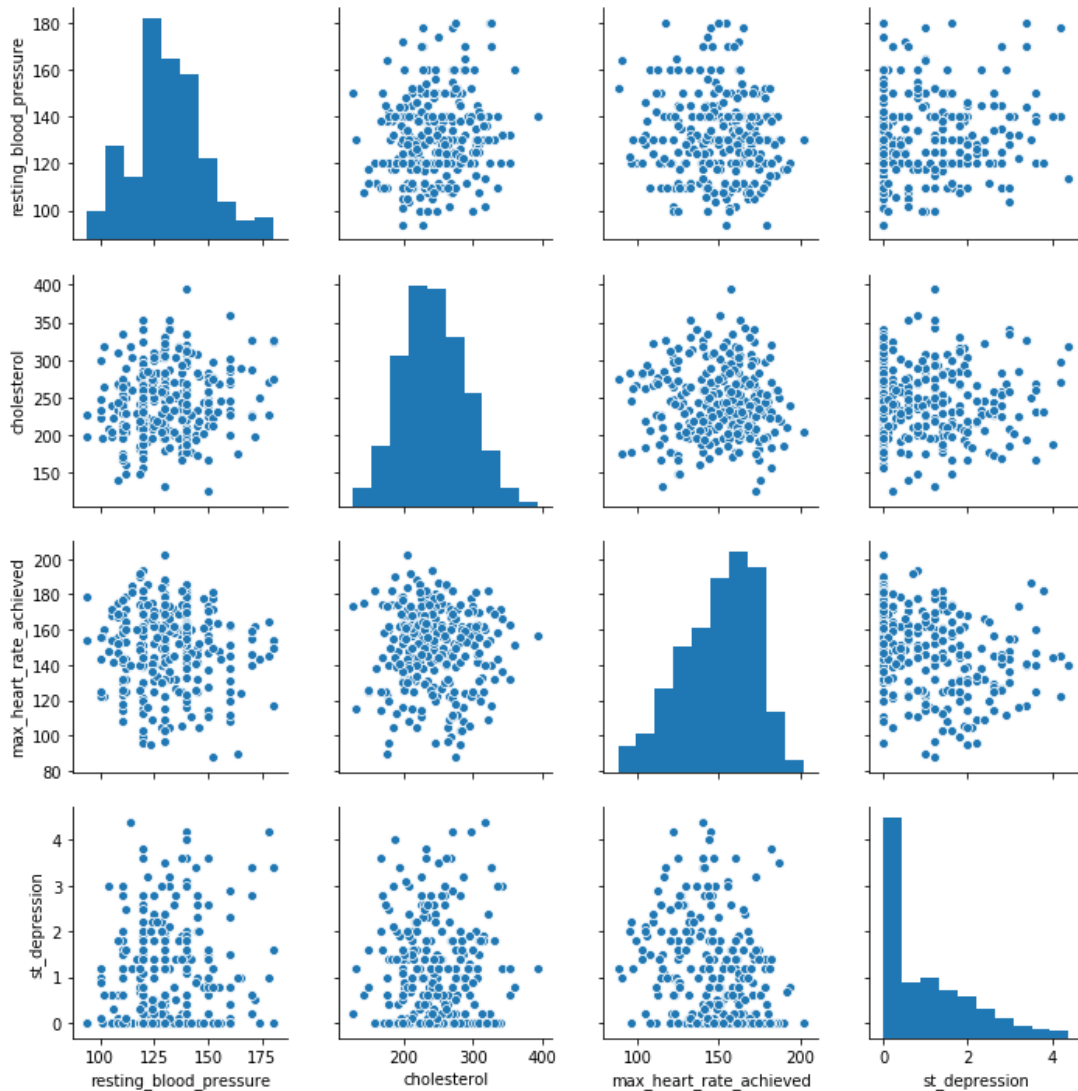 resting_blood_pressure
180
160
140
120
100
cholesterol
400
350
300
250
200
150
max_heart_rate_achieved
200
180
160
140
120
100
80
st_depression
4
3
2
1
0
100 125 150 175
resting_blood_pressure
200 300 400
cholesterol
100 150 200
max_heart_rate_achieved
0 2 4
st_depression